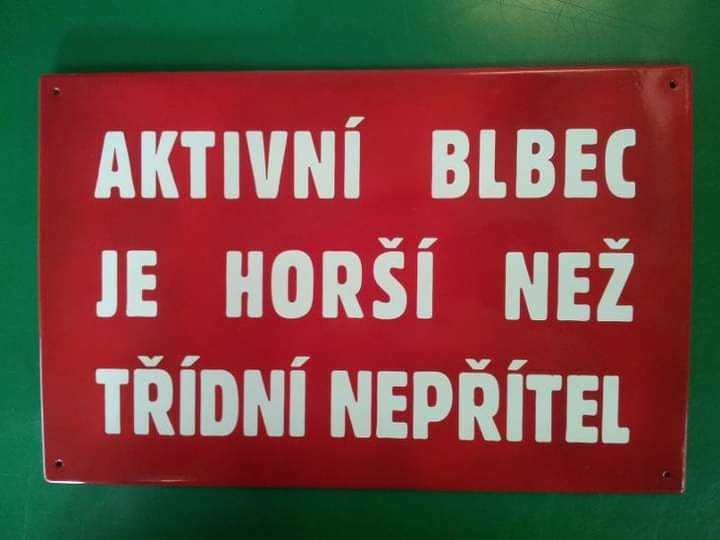 AKTIVNÍ BLBEC
JE HORŠÍ NEŽ
TŘÍDNÍ NEPŘÍTEL